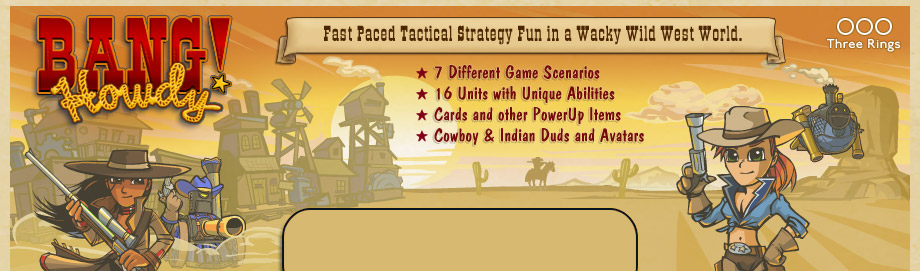 BANG!
Howdy
Fast Paced Tactical Strategy Fun in a Wacky Wild West World.
Three Rings
★ 7 Different Game Scenarios
★ 16 Units with Unique Abilities
★ Cards and other PowerUp Items
★ Cowboy & Indian Duds and Avatars